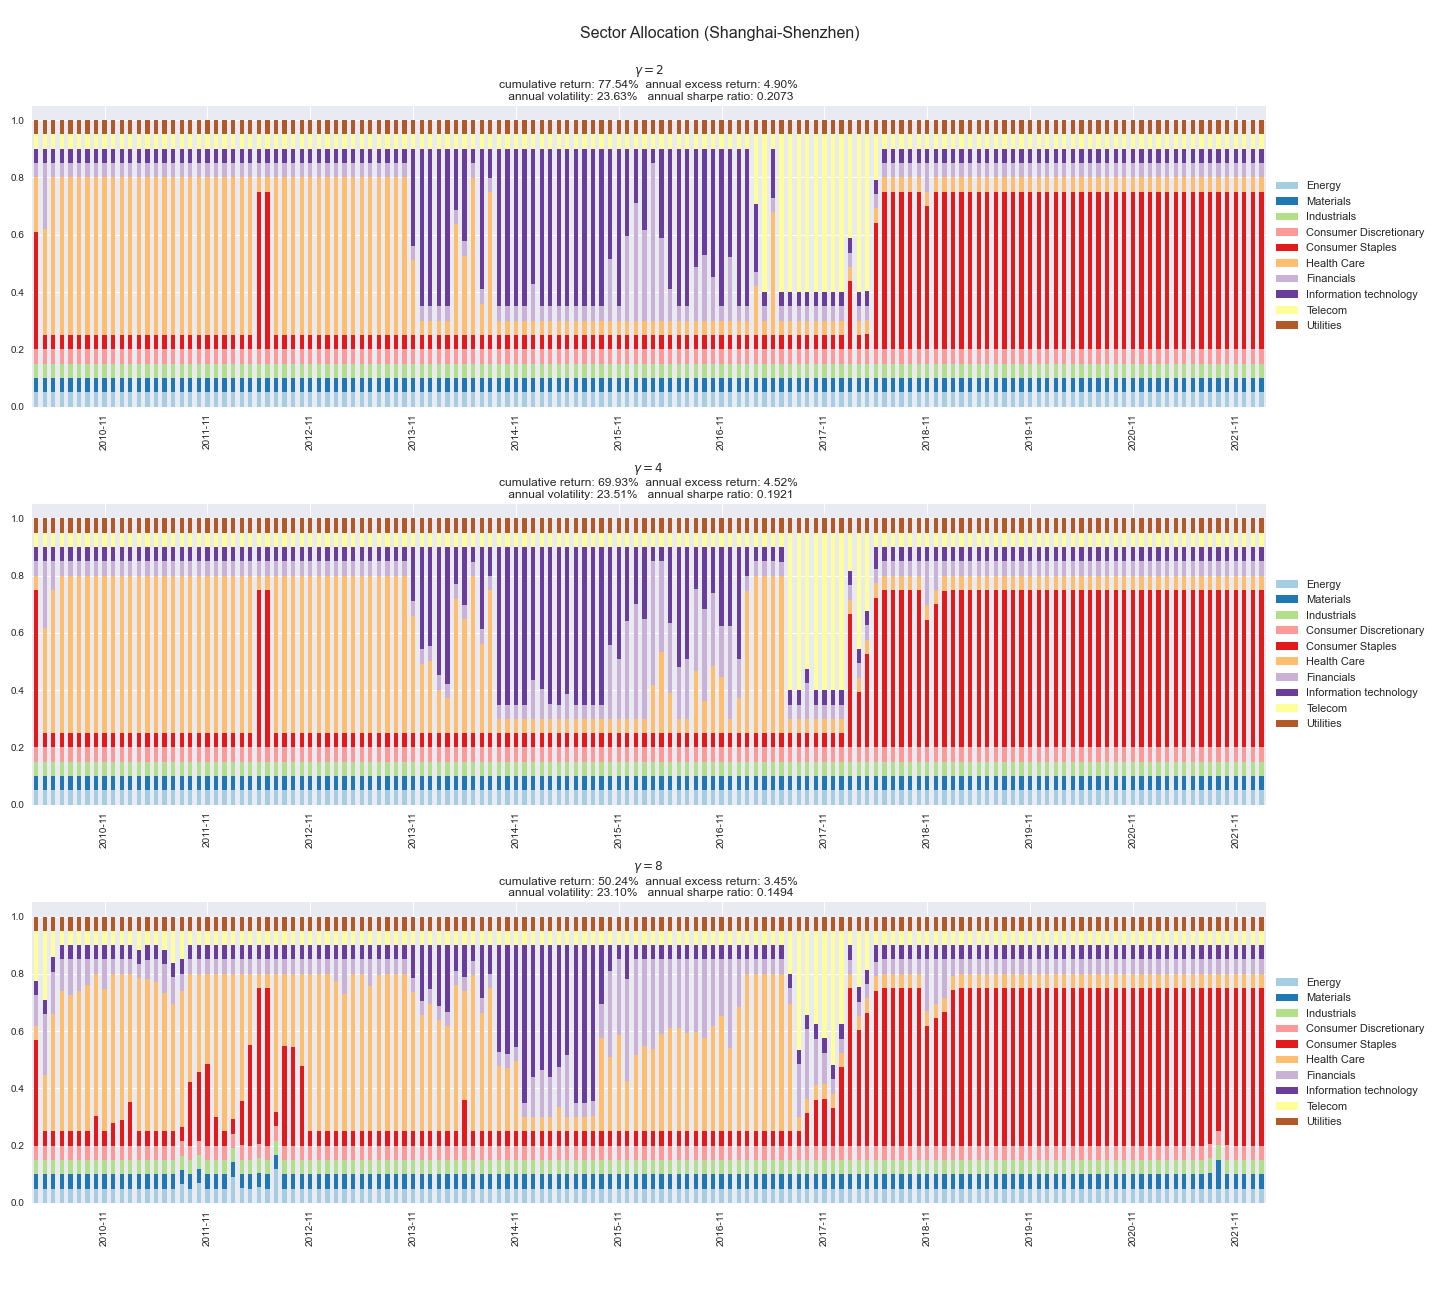 Sector Allocation (Shanghai-Shenzhen)
γ = 2
cumulative return: 77.54%  annual excess return: 4.90%
annual volatility: 23.63%   annual sharpe ratio: 0.2073
1.0
0.8
0.6
0.4
0.2
0.0
2010-11
2011-11
2012-11
2013-11
2014-11
2015-11
2016-11
2017-11
2018-11
2019-11
2020-11
2021-11
Energy
Materials
Industrials
Consumer Discretionary
Consumer Staples
Health Care
Financials
Information technology
Telecom
Utilities
γ = 4
cumulative return: 69.93%  annual excess return: 4.52%
annual volatility: 23.51%   annual sharpe ratio: 0.1921
1.0
0.8
0.6
0.4
0.2
0.0
2010-11
2011-11
2012-11
2013-11
2014-11
2015-11
2016-11
2017-11
2018-11
2019-11
2020-11
2021-11
Energy
Materials
Industrials
Consumer Discretionary
Consumer Staples
Health Care
Financials
Information technology
Telecom
Utilities
γ = 8
cumulative return: 50.24%  annual excess return: 3.45%
annual volatility: 23.10%   annual sharpe ratio: 0.1494
1.0
0.8
0.6
0.4
0.2
0.0
2010-11
2011-11
2012-11
2013-11
2014-11
2015-11
2016-11
2017-11
2018-11
2019-11
2020-11
2021-11
Energy
Materials
Industrials
Consumer Discretionary
Consumer Staples
Health Care
Financials
Information technology
Telecom
Utilities